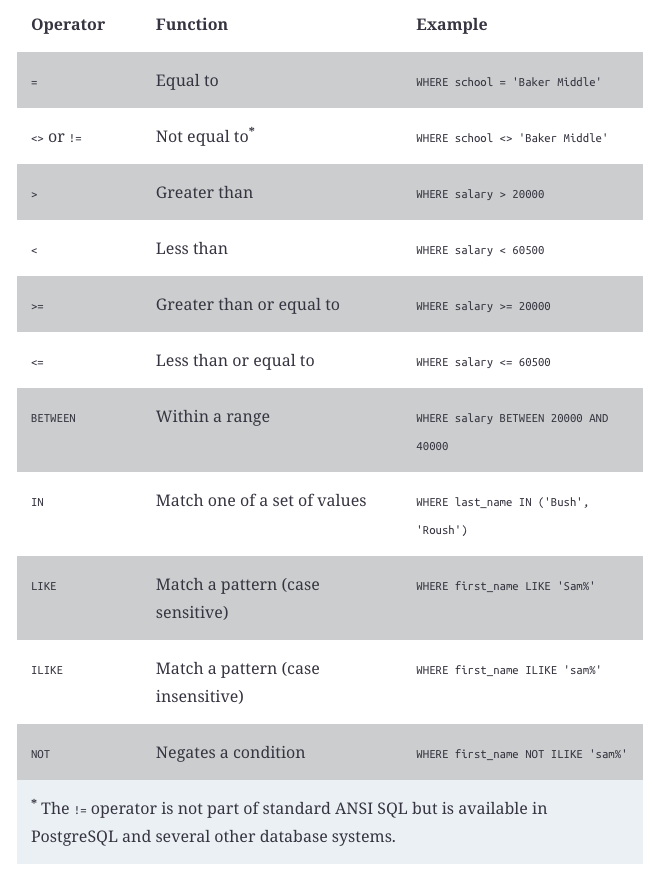 Operator Function Example
= Equal to WHERE school = 'Baker Middle'
<> or != Not equal to* WHERE school <> 'Baker Middle'
> Greater than WHERE salary > 20000
< Less than WHERE salary < 60500
>= Greater than or equal to WHERE salary >= 20000
<= Less than or equal to WHERE salary <= 60500
BETWEEN Within a range WHERE salary BETWEEN 20000 AND
40000
IN Match one of a set of values WHERE last_name IN ('Bush',
'Roush')
LIKE Match a pattern (case WHERE first_name LIKE 'Sam%'
sensitive)
ILIKE Match a pattern (case WHERE first_name ILIKE 'sam%'
insensitive)
NOT Negates a condition WHERE first_name NOT ILIKE 'sam%'
* The != operator is not part of standard ANSI SQL but is available in
PostgreSQL and several other database systems.